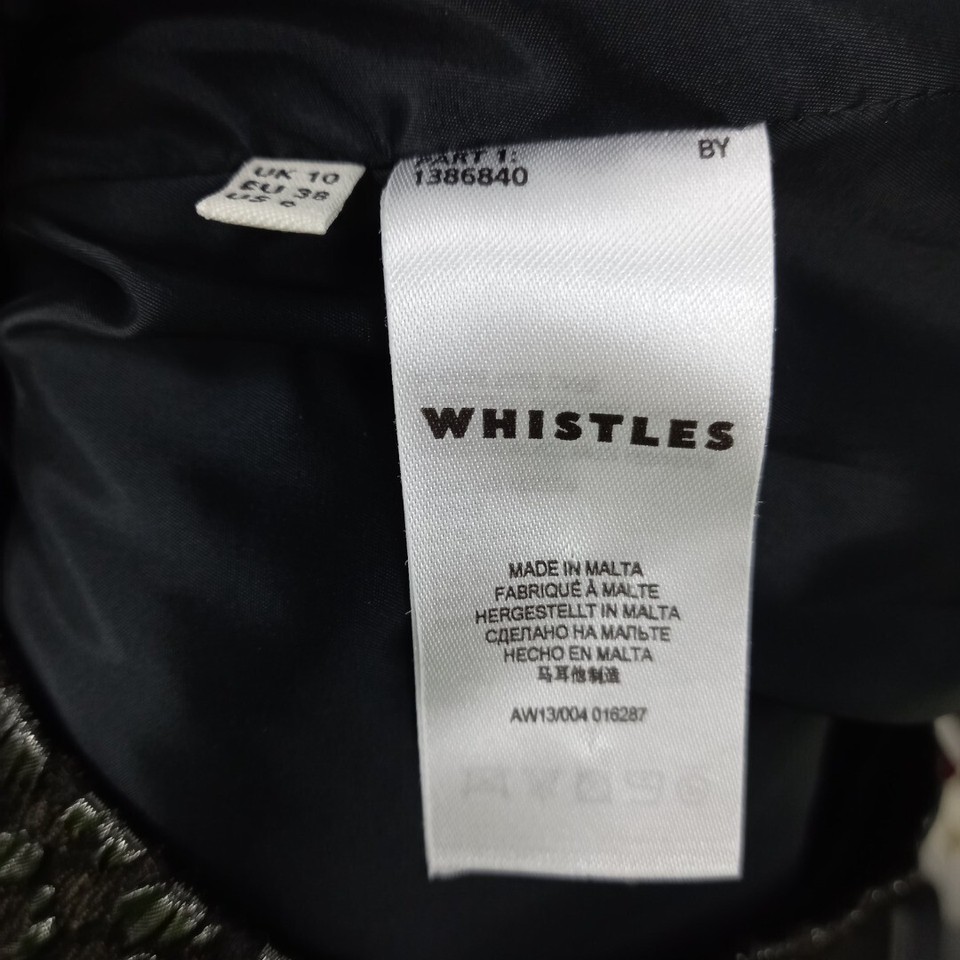 UK 10
EU 38
US
PART 1:
1386840
BY
WHISTLES
MADE IN MALTA
FABRIQUÉ À MALTE
HERGESTELLT IN MALTA
СДЕЛАНО НА МАЛЬТЕ
HECHO EN MALTA
马耳他制造
AW13/004 016287